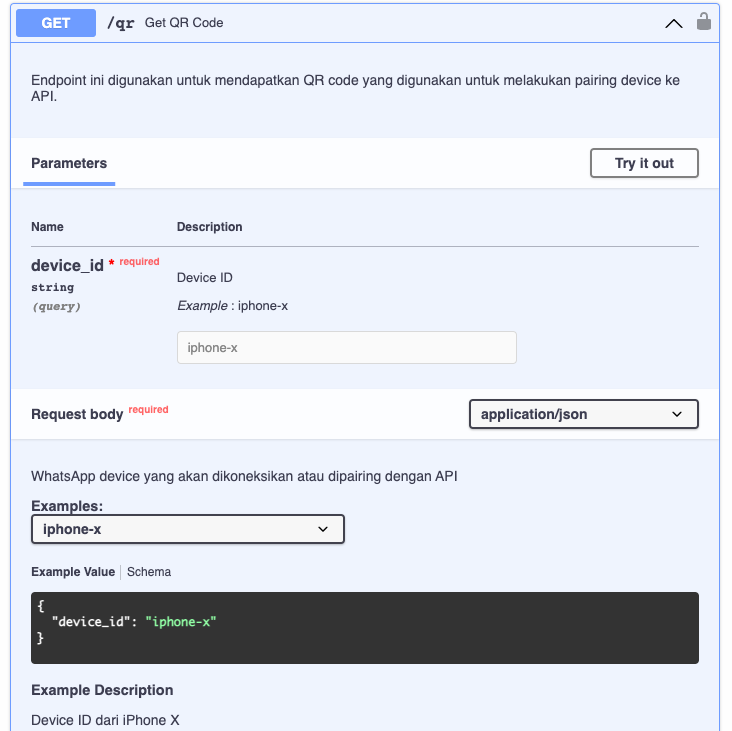 GET /qr Get QR Code
Endpoint ini digunakan untuk mendapatkan QR code yang digunakan untuk melakukan pairing device ke
API.
Parameters Try it out
Name Description
device_id * required
string
(query)
Device ID
Example : iphone-x
iphone-x
Request body required application/json
WhatsApp device yang akan dikoneksikan atau dipairing dengan API
Examples:
iphone-x
Example Value Schema
{
"device_id": "iphone-x"
}
Example Description
Device ID dari iPhone X